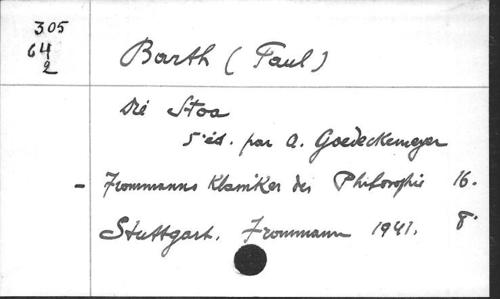 305
64
2
Barth (Paul)
Die Stoa
5e éd. par A. Goedeckemeyer
- Frommanns Klassiker der Philosophie 16.
Stuttgart. Frommann 1941. 8°